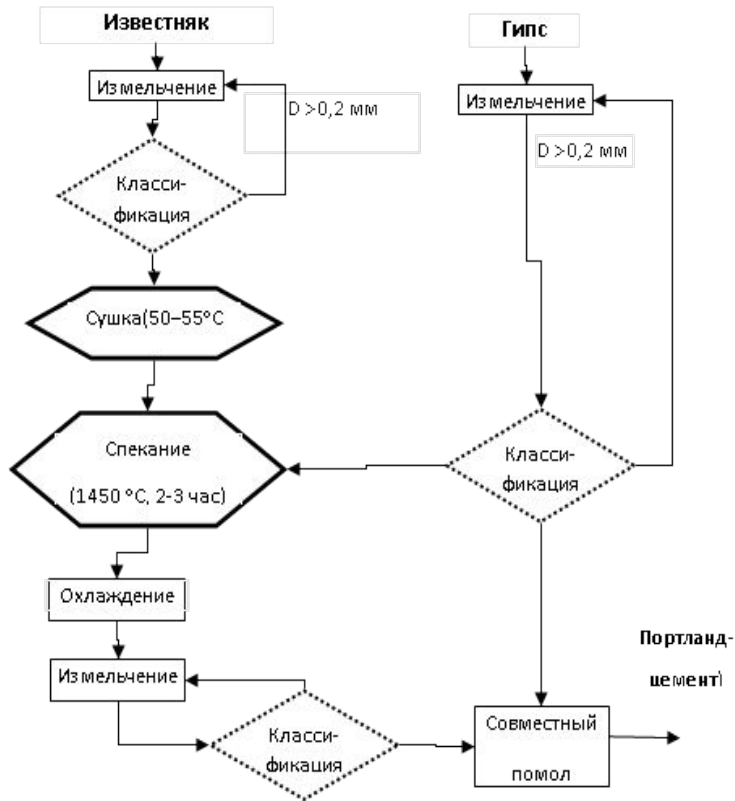 Известняк
Гипс
Измельчение
Измельчение
D >0,2 мм
D >0,2 мм
Класси-
фикация
Сушка(50–55°С
Спекание
(1450 °С, 2-3 час)
Класси-
фикация
Охлаждение
Измельчение
Класси-
фикация
Совместный
помол
Портланд-
цемент\